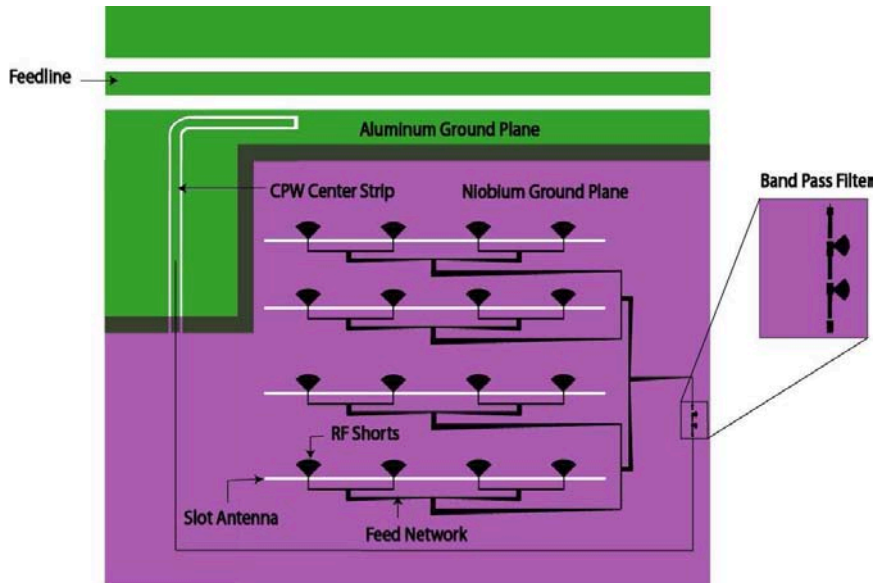 Feedline
Aluminum Ground Plane
CPW Center Strip
Niobium Ground Plane
Band Pass Filter
RF Shorts
Slot Antenna
Feed Network